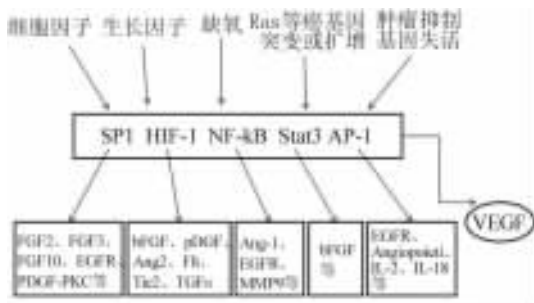 细胞因子 生长因子 缺氧 Ras等癌基因 肿瘤抑制
突变或扩增 基因失活
SP1 HIF-1 NF-kB Stat3 AP-1
VEGF
FGF2、FGF3、
FGF10、EGFR、
PDGF-PKC等
bFGF、pDGF、
Ang2、Flt、
Tie2、TGFα
Ang-1、
EGFR、
MMP9等
bFGF
等
EGFR、
Angiopoieti、
IL-2、IL-18
等